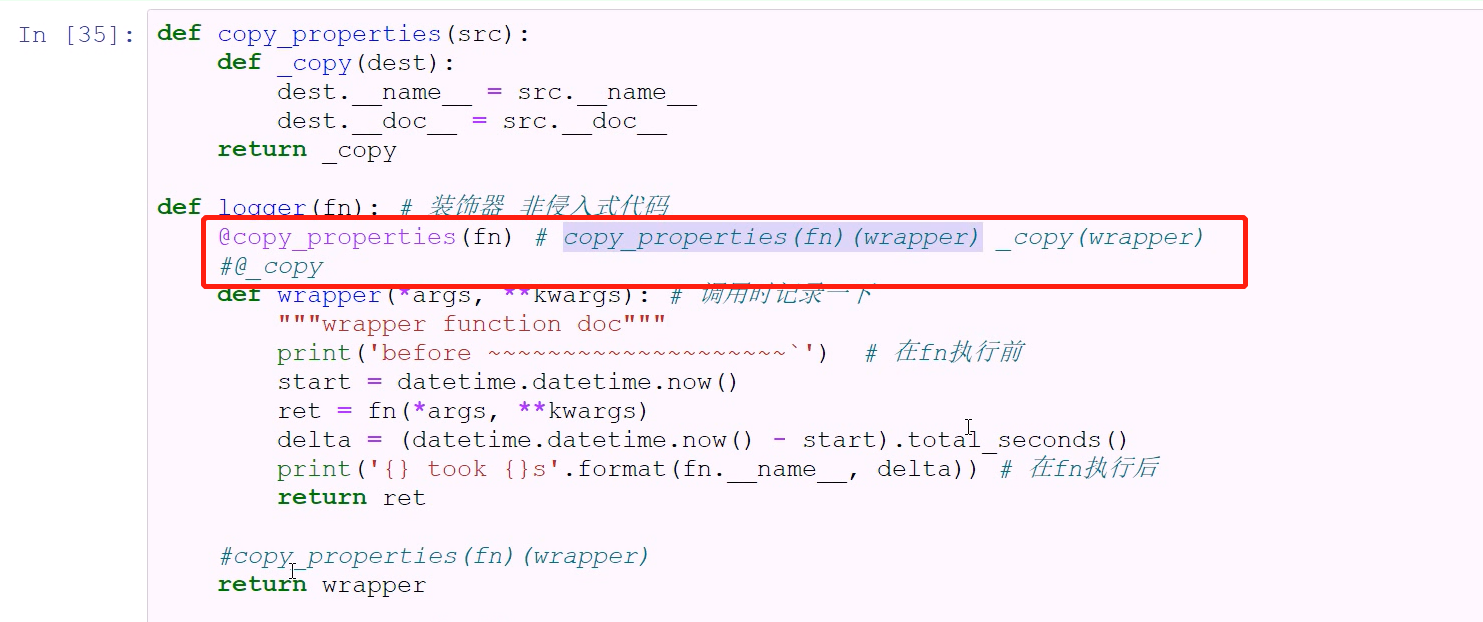 In [35]: def copy_properties(src):
def _copy(dest):
dest.__name__ = src.__name__
dest.__doc__ = src.__doc__
return _copy
def logger(fn): # 装饰器 非侵入式代码
@copy_properties(fn) # copy_properties(fn)(wrapper) _copy(wrapper)
#@_copy
def wrapper(*args, **kwargs): # 调用时记录一下
"""wrapper function doc"""
print('before ~~~~~~~~~~~~~~~~~~~~`') # 在fn执行前
start = datetime.datetime.now()
ret = fn(*args, **kwargs)
delta = (datetime.datetime.now() - start).total_seconds()
print('{} took {}s'.format(fn.__name__, delta)) # 在fn执行后
return ret
#copy_properties(fn)(wrapper)
return wrapper